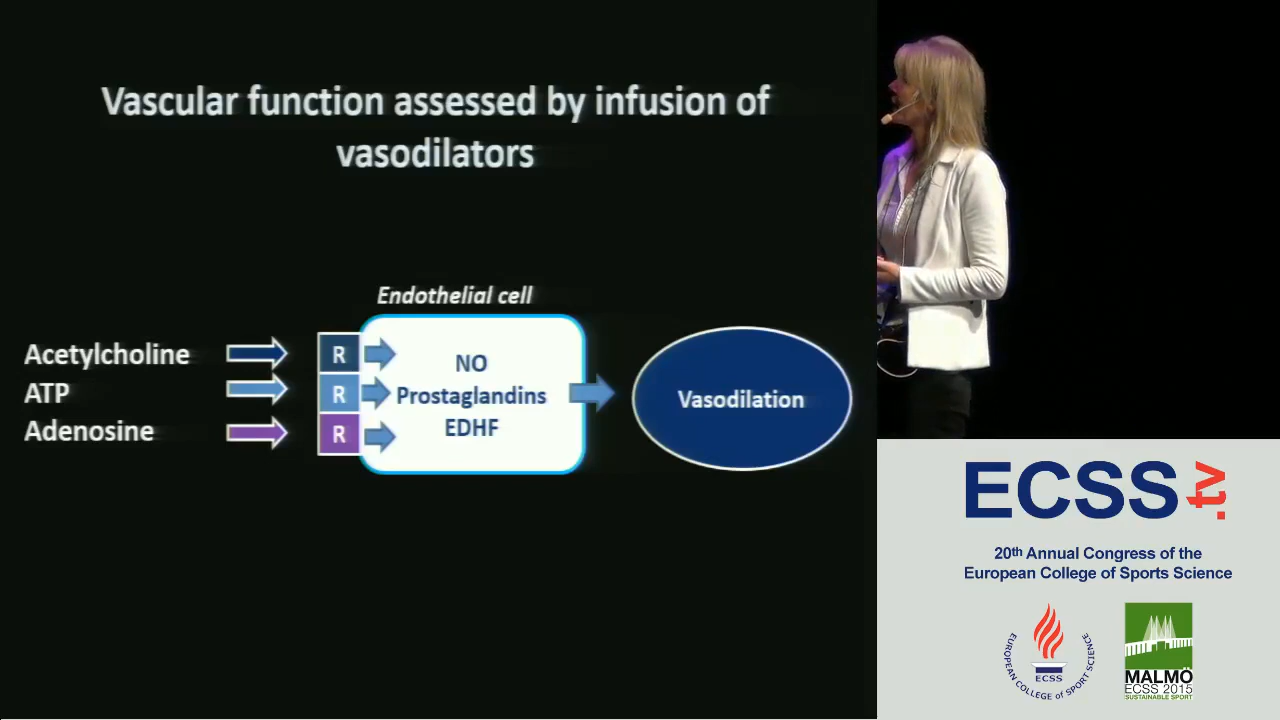 Vascular function assessed by infusion of
vasodilators
Endothelial cell
Acetylcholine
ATP
Adenosine
R
R
R
NO
Prostaglandins
EDHF
Vasodilation
ECSS.tv
20th Annual Congress of the
European College of Sports Science
EUROPEAN COLLEGE OF SPORT SCIENCE
ECSS
MALMÖ
ECSS 2015
SUSTAINABLE SPORT